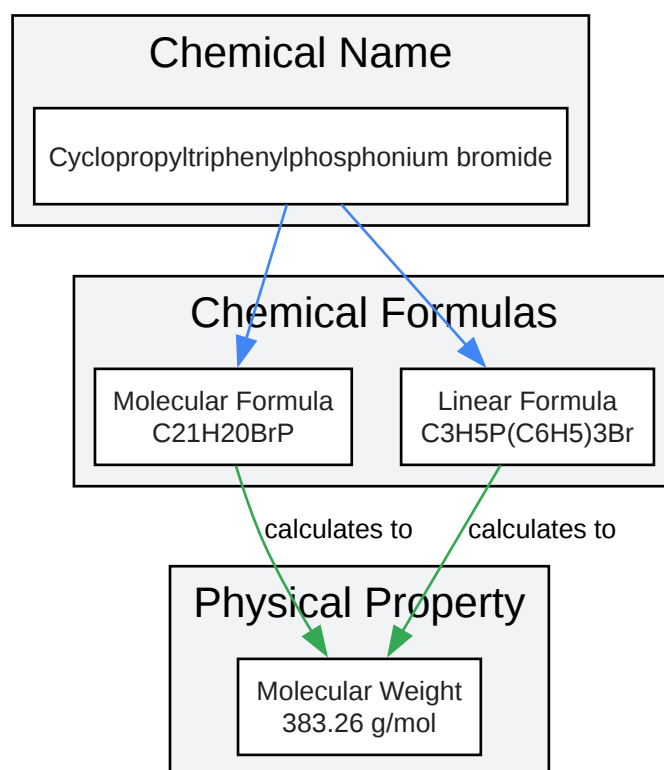 Chemical Name
Cyclopropyltriphenylphosphonium bromide
Chemical Formulas
Molecular Formula
C21H20BrP
Linear Formula
C3H5P(C6H5)3Br
calculates to
calculates to
Physical Property
Molecular Weight
383.26 g/mol